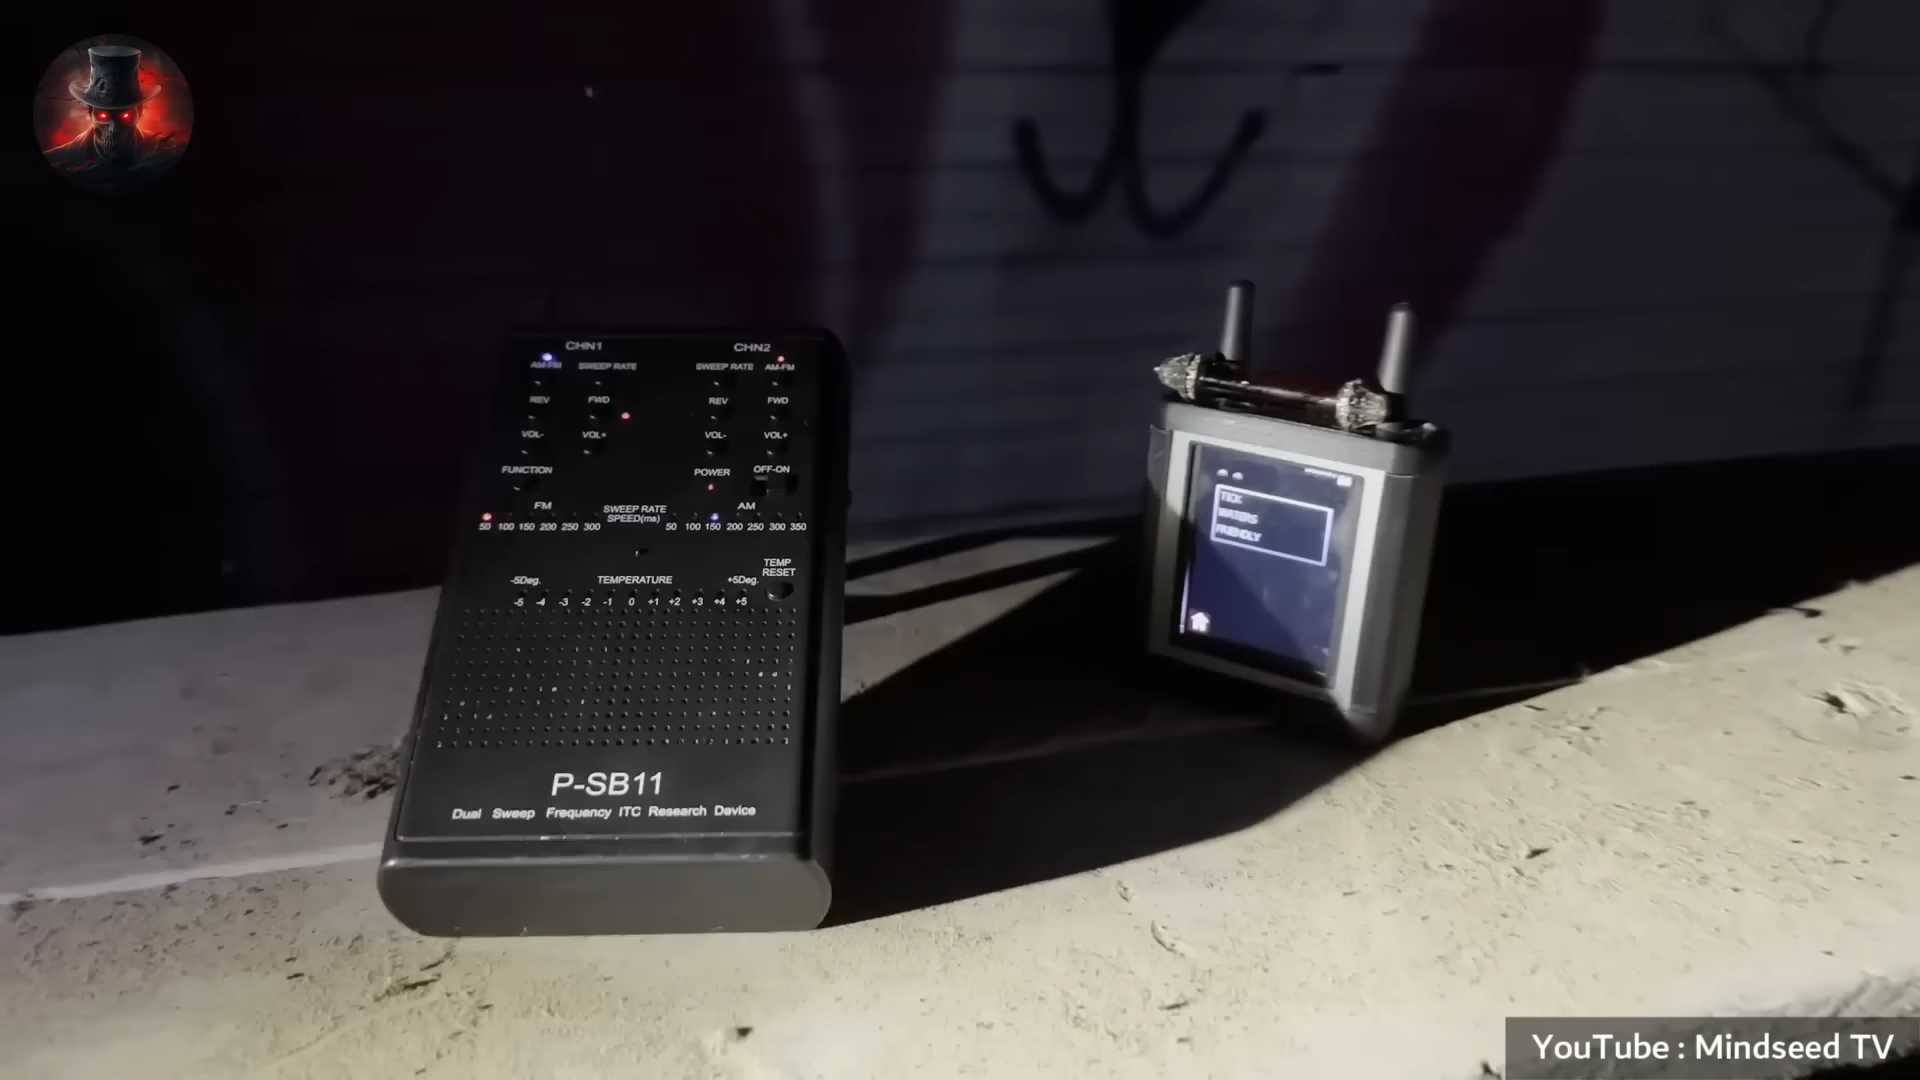 CHN1 CHN2
AM-FM SWEEP RATE SWEEP RATE AM-FM
REV FWD REV FWD
VOL- VOL+ VOL- VOL+
FUNCTION POWER OFF-ON
FM SWEEP RATE AM
SPEED(ms)
50 100 150 200 250 300 50 100 150 200 250 300 350
TEMP
RESET
-5Deg. TEMPERATURE +5Deg.
-5 -4 -3 -2 -1 0 +1 +2 +3 +4 +5
P-SB11
Dual Sweep Frequency ITC Research Device
TICK
WATERS
FRIENDLY
YouTube : Mindseed TV